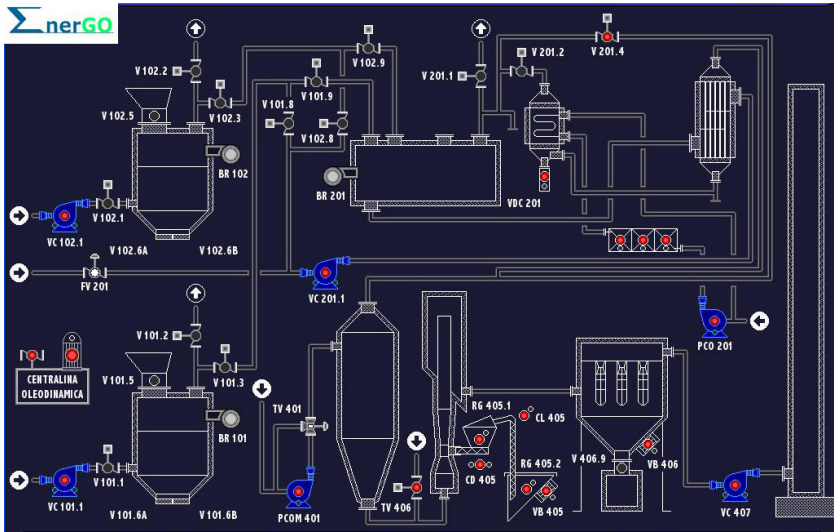 ΣnerGO
V 102.2
V 102.9
V 201.1
V 201.2
V 201.4
V 102.5
V 102.3
V 101.8
V 101.9
V 102.8
BR 102
BR 201
VDC 201
V 102.1
VC 102.1
V 102.6A
V 102.6B
FV 201
VC 201.1
PCO 201
V 101.2
V 101.5
V 101.3
CENTRALINA
OLEODINAMICA
TV 401
RG 405.1
CL 405
BR 101
RG 405.2
V 406.9
VB 406
CD 405
V 101.1
VC 101.1
V 101.6A
V 101.6B
PCOM 401
TV 406
VB 405
VC 407